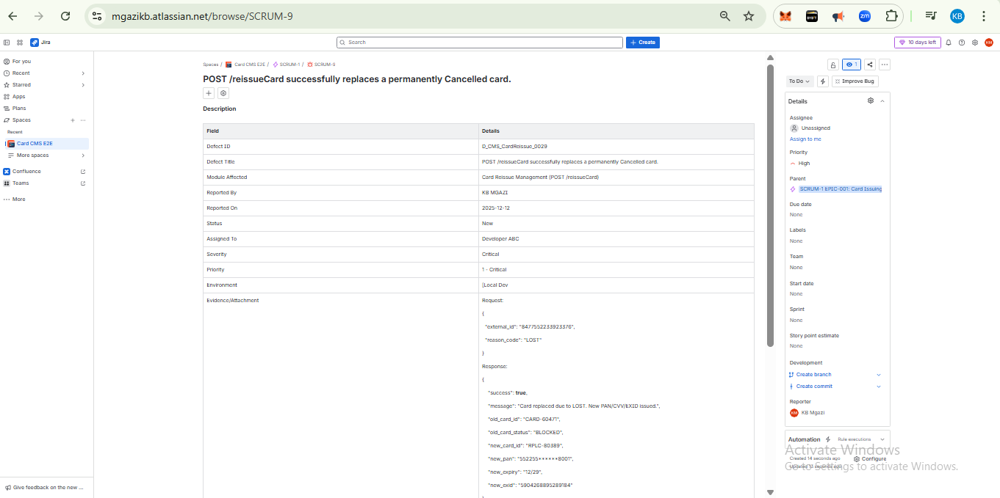 mgazikb.atlassian.net/browse/SCRUM-9
zm
KB
Jira
Search
+ Create
10 days left
KM
For you
Recent
Starred
Apps
Plans
Spaces
Recent
Card CMS E2E
More spaces
Confluence
Teams
More
Give feedback on the new ...
Spaces / Card CMS E2E / SCRUM-1 / SCRUM-9
POST /reissueCard successfully replaces a permanently Cancelled card.
Description
Field Details
Defect ID D_CMS_CardReissue_0029
Defect Title POST /reissueCard successfully replaces a permanently Cancelled card.
Module Affected Card Reissue Management (POST /reissueCard)
Reported By KB MGAZI
Reported On 2025-12-12
Status New
Assigned To Developer ABC
Severity Critical
Priority 1 - Critical
Environment [Local Dev
Evidence/Attachment Request:
{
"external_id": "8477552233923376",
"reason_code": "LOST"
}
Response:
{
"success": true,
"message": "Card replaced due to LOST. New PAN/CVV/EXID issued.",
"old_card_id": "CARD-60471",
"old_card_status": "BLOCKED",
"new_card_id": "RPLC-80389",
"new_pan": "552255******8001",
"new_expiry": "12/29",
"new_exid": "5904268895289184"
1
To Do
Improve Bug
Details
Assignee
Unassigned
Assign to me
Priority
High
Parent
SCRUM-1 EPIC-001: Card Issuing
Due date
None
Labels
None
Team
None
Start date
None
Sprint
None
Story point estimate
None
Development
Create branch
Create commit
Reporter
KM KB Mgazi
Automation Rule executions
Activate Windows
Created 14 seconds ago Configure
Updated 13 seconds ago
Go to Settings to activate Windows.